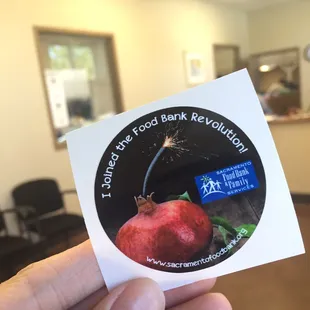 I Joined the Food Bank Revolution!
SACRAMENTO
Food Bank
& Family
SERVICES
www.sacramentofoodbank.org